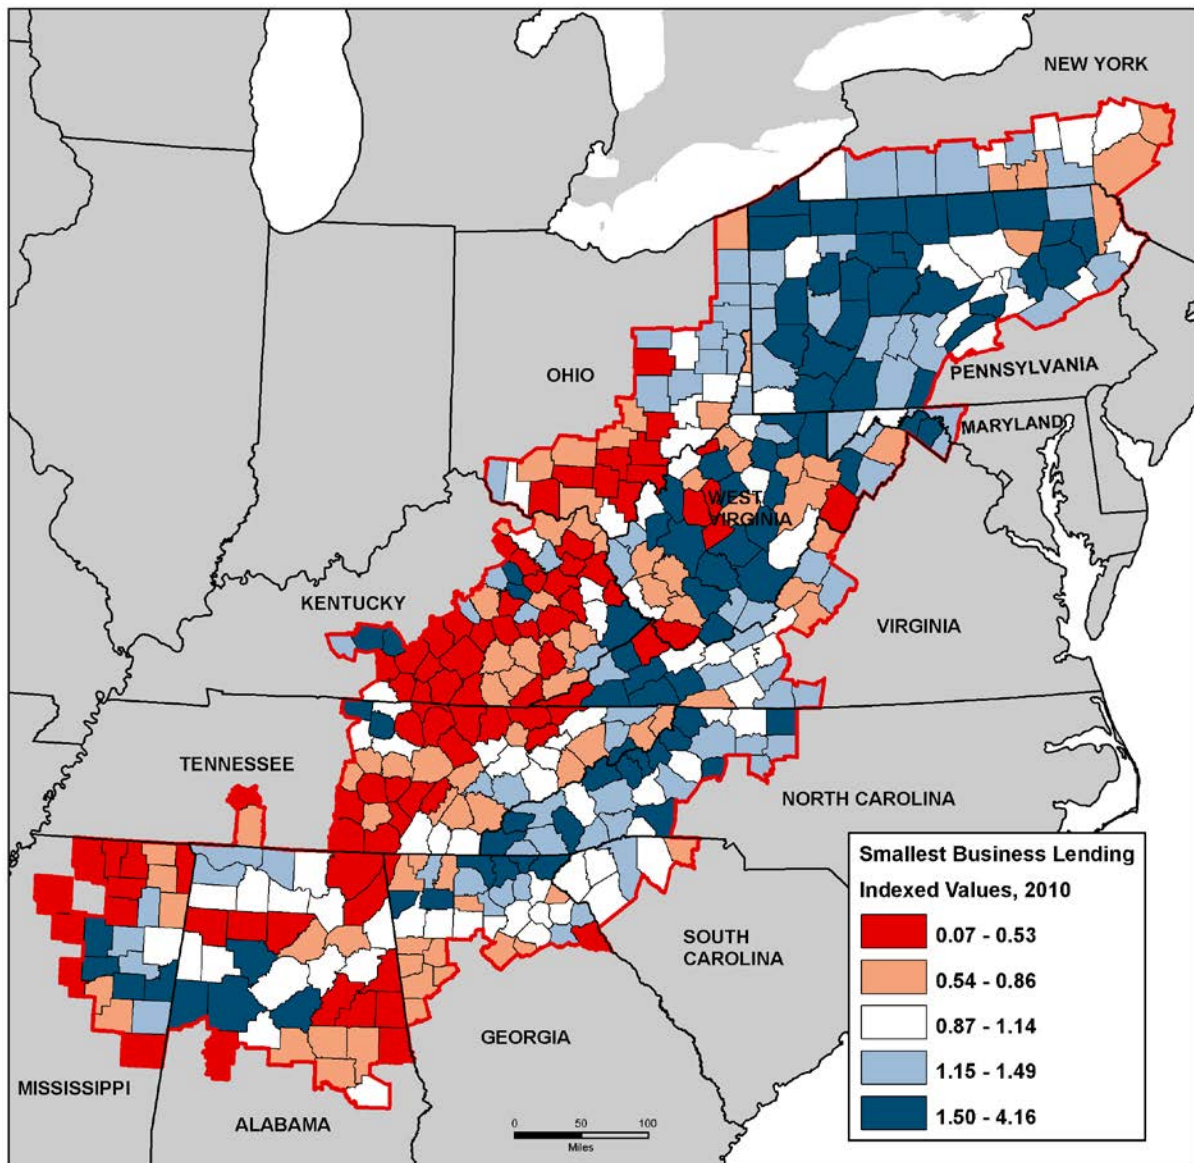 NEW YORK
OHIO
PENNSYLVANIA
MARYLAND
WEST
VIRGINIA
KENTUCKY
VIRGINIA
TENNESSEE
NORTH CAROLINA
SOUTH
CAROLINA
GEORGIA
MISSISSIPPI
ALABAMA
0 50 100
Miles
Smallest Business Lending
Indexed Values, 2010
0.07 - 0.53
0.54 - 0.86
0.87 - 1.14
1.15 - 1.49
1.50 - 4.16